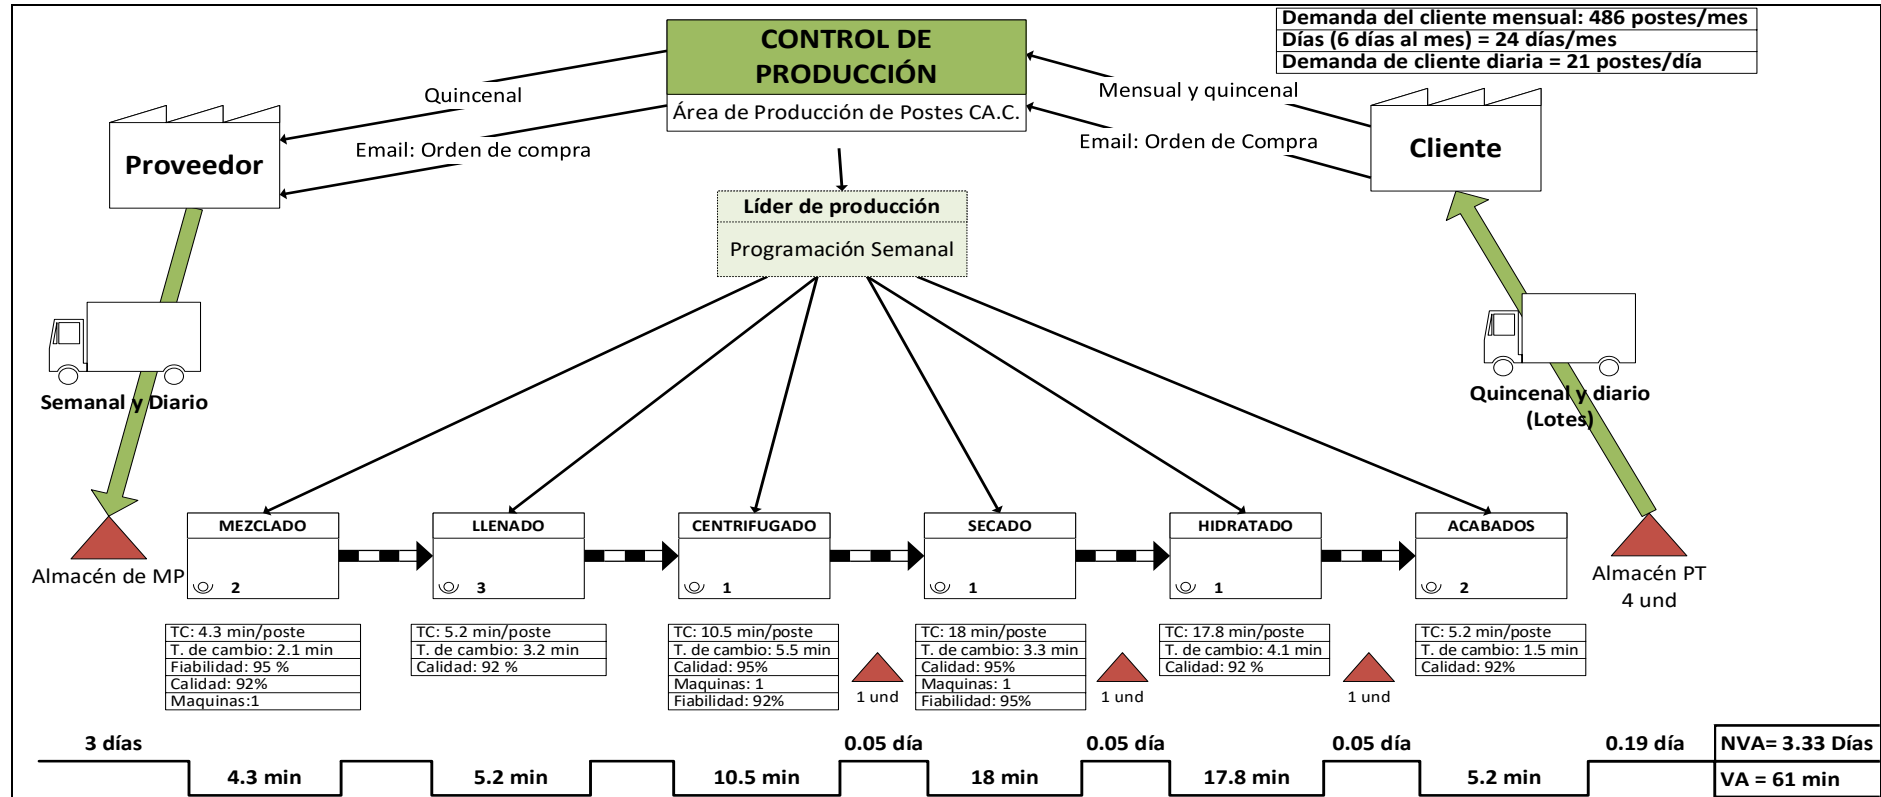 Demanda del cliente mensual: 486 postes/mes
Días (6 días al mes) = 24 días/mes
Demanda de cliente diaria = 21 postes/día
CONTROL DE
PRODUCCIÓN
Área de Producción de Postes CA.C.
Quincenal
Email: Orden de compra
Mensual y quincenal
Email: Orden de Compra
Proveedor
Cliente
Líder de producción
Programación Semanal
Semanal y Diario
Quincenal y diario
(Lotes)
Almacén de MP
Almacén PT
4 und
MEZCLADO
2
LLENADO
3
CENTRIFUGADO
1
SECADO
1
HIDRATADO
1
ACABADOS
2
TC: 4.3 min/poste
T. de cambio: 2.1 min
Fiabilidad: 95 %
Calidad: 92%
Maquinas:1
TC: 5.2 min/poste
T. de cambio: 3.2 min
Calidad: 92 %
TC: 10.5 min/poste
T. de cambio: 5.5 min
Calidad: 95%
Maquinas: 1
Fiabilidad: 92%
1 und
TC: 18 min/poste
T. de cambio: 3.3 min
Calidad: 95%
Maquinas: 1
Fiabilidad: 95%
1 und
TC: 17.8 min/poste
T. de cambio: 4.1 min
Calidad: 92 %
1 und
TC: 5.2 min/poste
T. de cambio: 1.5 min
Calidad: 92%
3 días
0.05 día
0.05 día
0.05 día
0.19 día
NVA= 3.33 Días
4.3 min
5.2 min
10.5 min
18 min
17.8 min
5.2 min
VA = 61 min